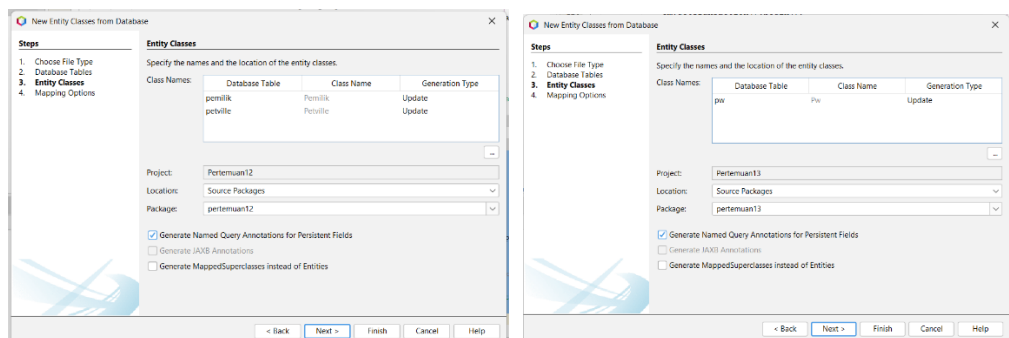 New Entity Classes from Database
Steps
1. Choose File Type
2. Database Tables
3. Entity Classes
4. Mapping Options
Entity Classes
Specify the names and the location of the entity classes.
Class Names:
Database Table Class Name Generation Type
pemilik Pemilik Update
petville Petville Update
...
Project: Pertemuan12
Location: Source Packages
Package: pertemuan12
Generate Named Query Annotations for Persistent Fields
Generate JAXB Annotations
Generate MappedSuperclasses instead of Entities
< Back Next > Finish Cancel Help
New Entity Classes from Database
Steps
1. Choose File Type
2. Database Tables
3. Entity Classes
4. Mapping Options
Entity Classes
Specify the names and the location of the entity classes.
Class Names:
Database Table Class Name Generation Type
pw Pw Update
...
Project: Pertemuan13
Location: Source Packages
Package: pertemuan13
Generate Named Query Annotations for Persistent Fields
Generate JAXB Annotations
Generate MappedSuperclasses instead of Entities
< Back Next > Finish Cancel Help